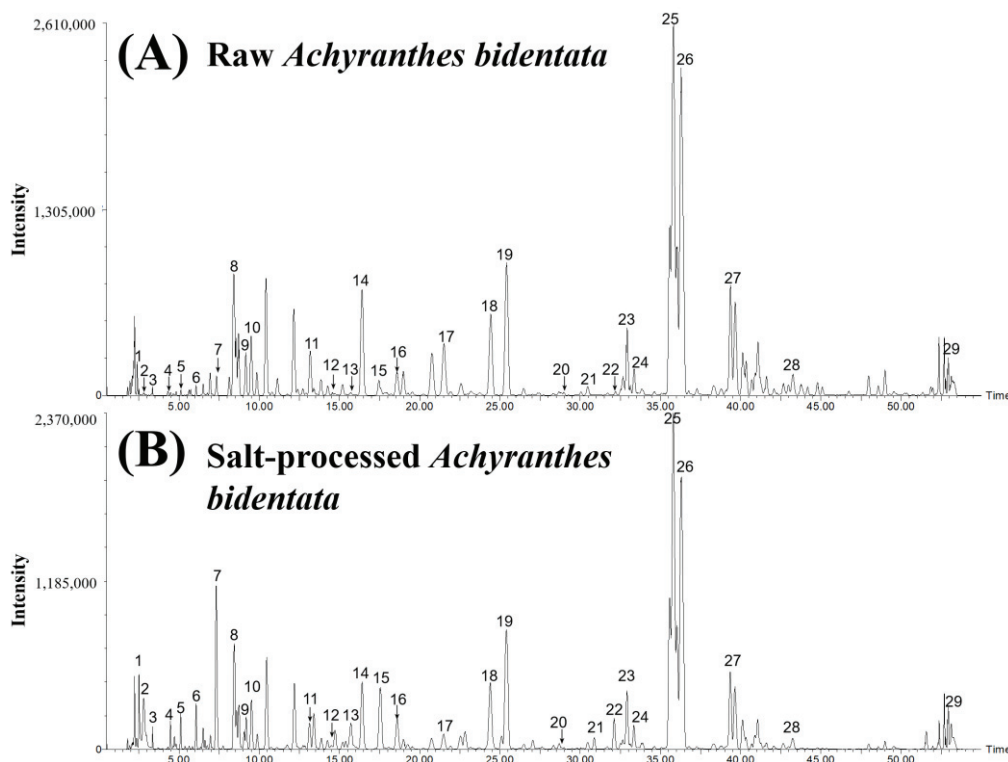 2,610,000
(A) Raw Achyranthes bidentata
25
26
1,305,000
Intensity
1 2 3 4 5 6 7 8 9 10 11 12 13 14 15 16 17 18 19 20 21 22 23 24 27 28 29
0
5.00 10.00 15.00 20.00 25.00 30.00 35.00 40.00 45.00 50.00 Time
2,370,000
(B) Salt-processed Achyranthes
bidentata
25
26
1,185,000
Intensity
1 2 3 4 5 6 7 8 9 10 11 12 13 14 15 16 17 18 19 20 21 22 23 24 27 28 29
0
5.00 10.00 15.00 20.00 25.00 30.00 35.00 40.00 45.00 50.00 Time